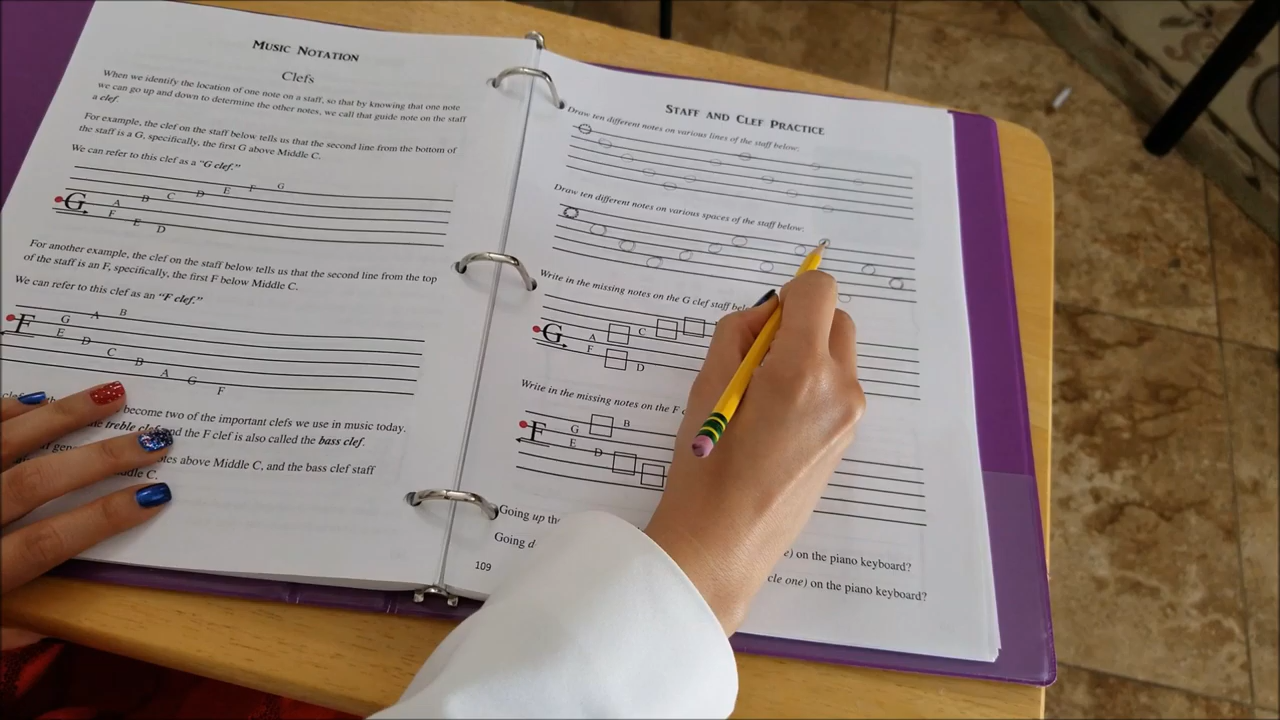 MUSIC NOTATION
Clefs
When we identify the location of one note on a staff, so that by knowing that one note
we can go up and down to determine the other notes, we call that guide note on the staff
a clef.
For example, the clef on the staff below tells us that the second line from the bottom of
the staff is a G, specifically, the first G above Middle C.
We can refer to this clef as a "G clef."
G A B C D E F G
F E D
For another example, the clef on the staff below tells us that the second line from the top
of the staff is an F, specifically, the first F below Middle C.
We can refer to this clef as an "F clef."
F G A B
E D C B A G F
become two of the important clefs we use in music today.
treble clef and the F clef is also called the bass clef.
notes above Middle C, and the bass clef staff
Middle C.
STAFF AND CLEF PRACTICE
Draw ten different notes on various lines of the staff below:
Draw ten different notes on various spaces of the staff below:
Write in the missing notes on the G clef staff
G A C
F D
Write in the missing notes on the F
F G B
E D
Going up
Going
on the piano keyboard?
one) on the piano keyboard?
109